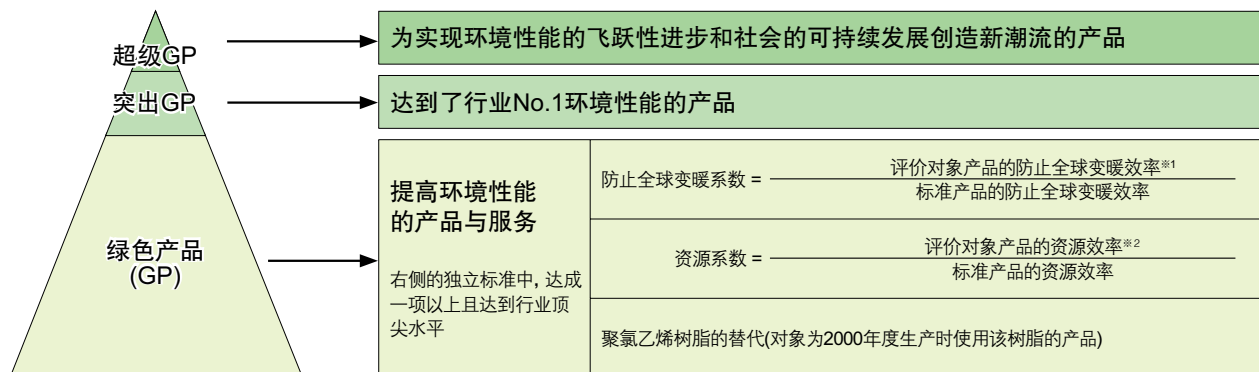 超级GP
为实现环境性能的飞跃性进步和社会的可持续发展创造新潮流的产品
突出GP
达到了行业No.1环境性能的产品
绿色产品
(GP)
提高环境性能
的产品与服务
右侧的独立标准中，达成
一项以上且达到行业顶
尖水平
防止全球变暖系数 =
评价对象产品的防止全球变暖效率※1
标准产品的防止全球变暖效率
资源系数 =
评价对象产品的资源效率※2
标准产品的资源效率
聚氯乙烯树脂的替代(对象为2000年度生产时使用该树脂的产品)